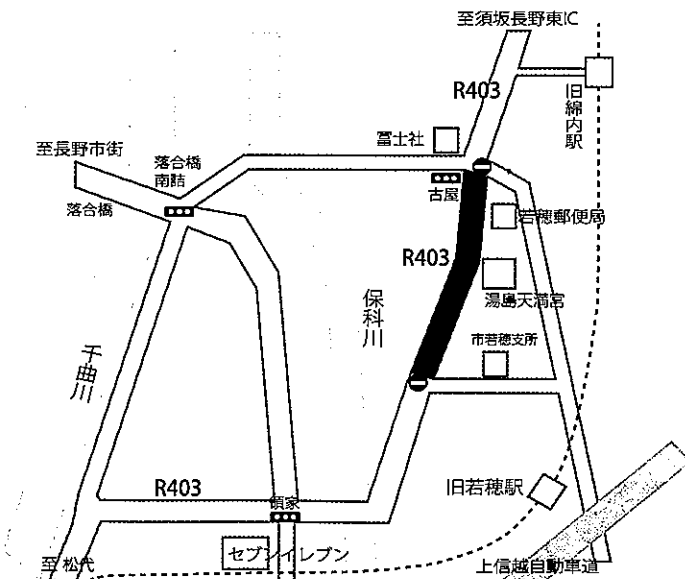 至須坂長野東IC
R403
旧綿内駅
冨士社
至長野市街
落合橋
南詰
古屋
落合橋
若穂郵便局
R403
湯島天満宮
保科川
市若穂支所
千曲川
R403
領家
旧若穂駅
セブンイレブン
至 松代
上信越自動車道